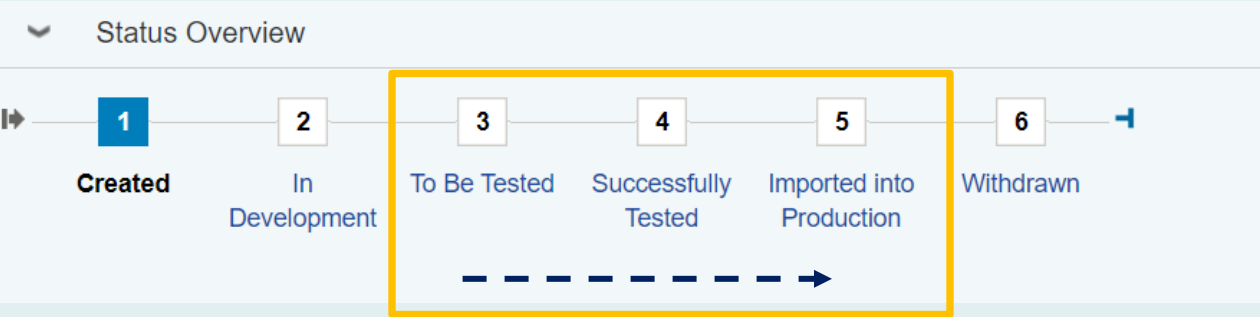 Status Overview
1 2 3 4 5 6
Created In To Be Tested Successfully Imported into Withdrawn
Development Tested Production